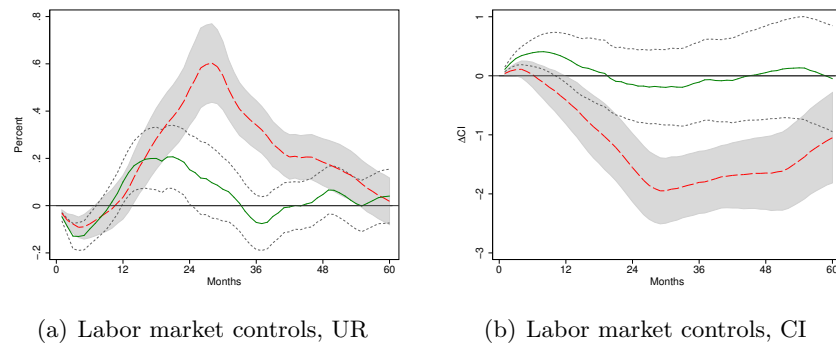 .8
.6
.4
.2
0
-.2
Percent
0 12 24 36 48 60
Months
1
0
-1
-2
-3
ΔCI
0 12 24 36 48 60
Months
(a) Labor market controls, UR
(b) Labor market controls, CI